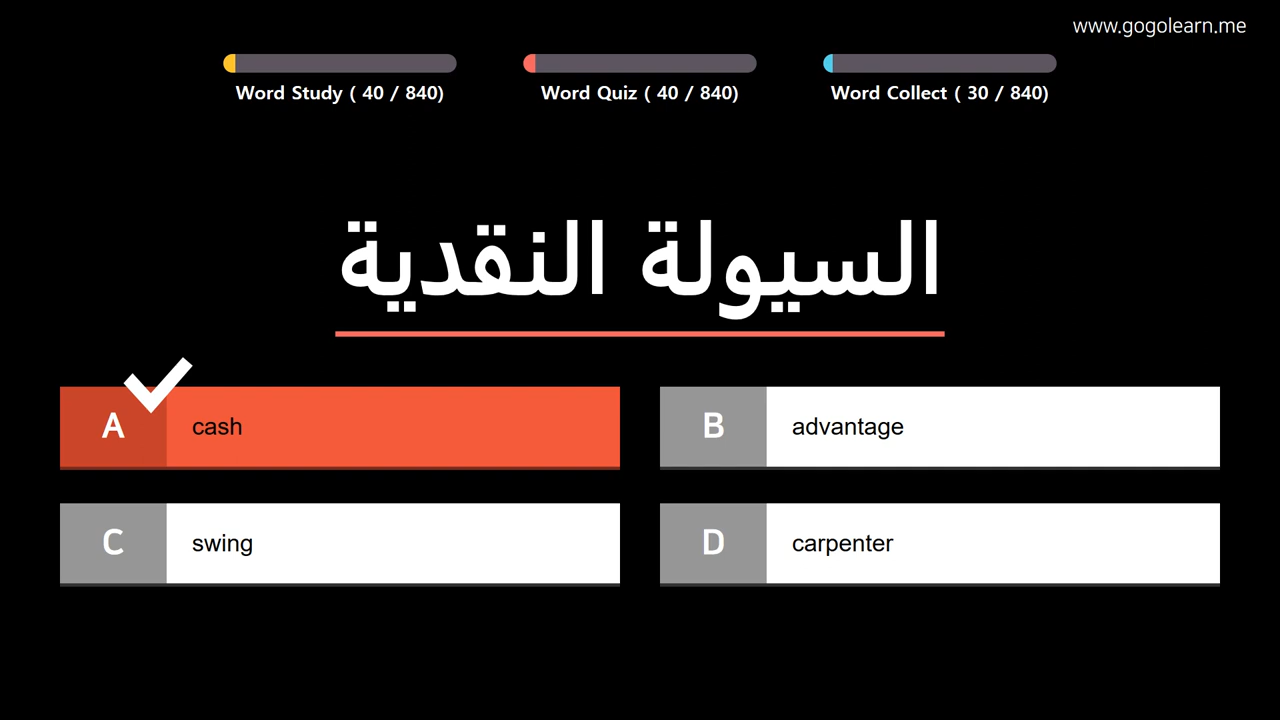 www.gogolearn.me
Word Study ( 40 / 840)
Word Quiz ( 40 / 840)
Word Collect ( 30 / 840)
السيولة النقدية
A cash
B advantage
C swing
D carpenter